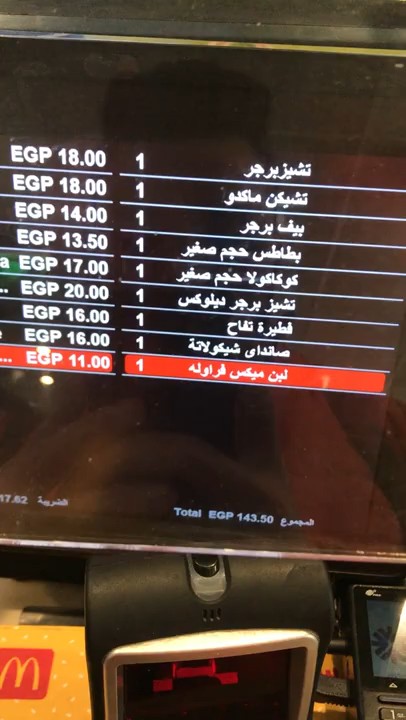 تشيزبرجر 1 EGP 18.00
تشيكن ماكدو 1 EGP 18.00
بيف برجر 1 EGP 14.00
بطاطس حجم صغير 1 EGP 13.50
كوكاكولا حجم صغير 1 EGP 17.00 a
تشيز برجر ديلوكس 1 EGP 20.00 ...
فطيرة تفاح 1 EGP 16.00
صانداى شيكولاتة 1 EGP 16.00
لبن ميكس فراوله 1 EGP 11.00 ...
الضريبة 17.62
المجموع Total EGP 143.50